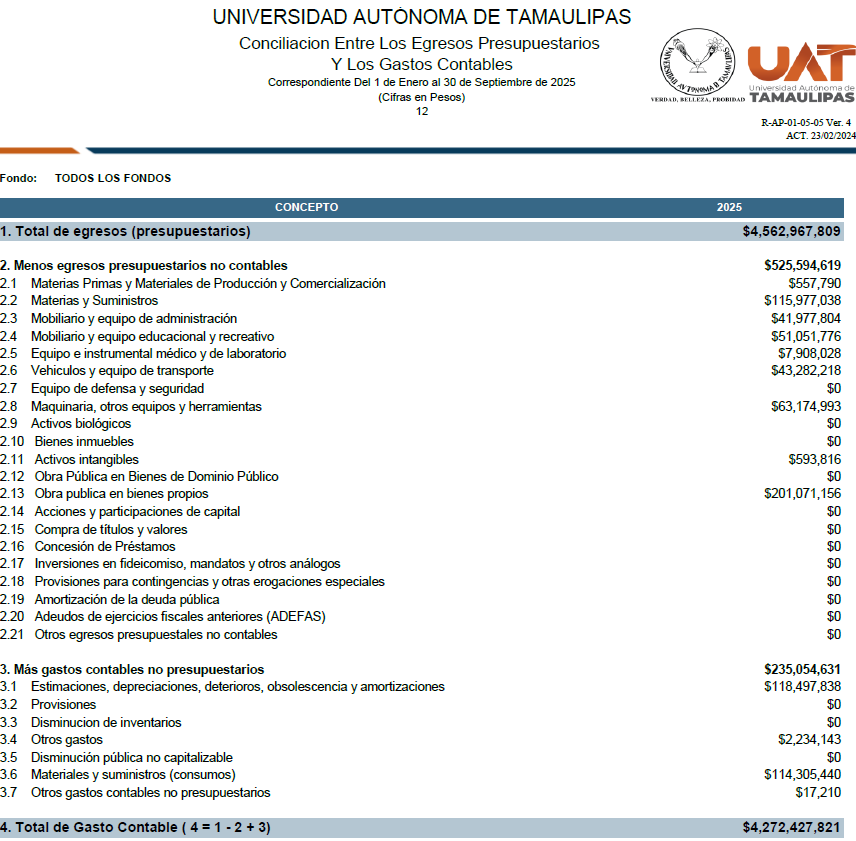 UNIVERSIDAD AUTÓNOMA DE TAMAULIPAS
Conciliacion Entre Los Egresos Presupuestarios
Y Los Gastos Contables
Correspondiente Del 1 de Enero al 30 de Septiembre de 2025
(Cifras en Pesos)
12
UNIVERSIDAD AUTONOMA DE TAMAULIPAS
VERDAD, BELLEZA, PROBIDAD
UAT
Universidad Autónoma de
TAMAULIPAS
R-AP-01-05-05 Ver. 4
ACT. 23/02/2024
Fondo: TODOS LOS FONDOS
CONCEPTO 2025
1. Total de egresos (presupuestarios) $4,562,967,809
2. Menos egresos presupuestarios no contables $525,594,619
2.1 Materias Primas y Materiales de Producción y Comercialización $557,790
2.2 Materias y Suministros $115,977,038
2.3 Mobiliario y equipo de administración $41,977,804
2.4 Mobiliario y equipo educacional y recreativo $51,051,776
2.5 Equipo e instrumental médico y de laboratorio $7,908,028
2.6 Vehiculos y equipo de transporte $43,282,218
2.7 Equipo de defensa y seguridad $0
2.8 Maquinaria, otros equipos y herramientas $63,174,993
2.9 Activos biológicos $0
2.10 Bienes inmuebles $0
2.11 Activos intangibles $593,816
2.12 Obra Pública en Bienes de Dominio Público $0
2.13 Obra publica en bienes propios $201,071,156
2.14 Acciones y participaciones de capital $0
2.15 Compra de títulos y valores $0
2.16 Concesión de Préstamos $0
2.17 Inversiones en fideicomiso, mandatos y otros análogos $0
2.18 Provisiones para contingencias y otras erogaciones especiales $0
2.19 Amortización de la deuda pública $0
2.20 Adeudos de ejercicios fiscales anteriores (ADEFAS) $0
2.21 Otros egresos presupuestales no contables $0
3. Más gastos contables no presupuestarios $235,054,631
3.1 Estimaciones, depreciaciones, deterioros, obsolescencia y amortizaciones $118,497,838
3.2 Provisiones $0
3.3 Disminucion de inventarios $0
3.4 Otros gastos $2,234,143
3.5 Disminución pública no capitalizable $0
3.6 Materiales y suministros (consumos) $114,305,440
3.7 Otros gastos contables no presupuestarios $17,210
4. Total de Gasto Contable ( 4 = 1 - 2 + 3) $4,272,427,821